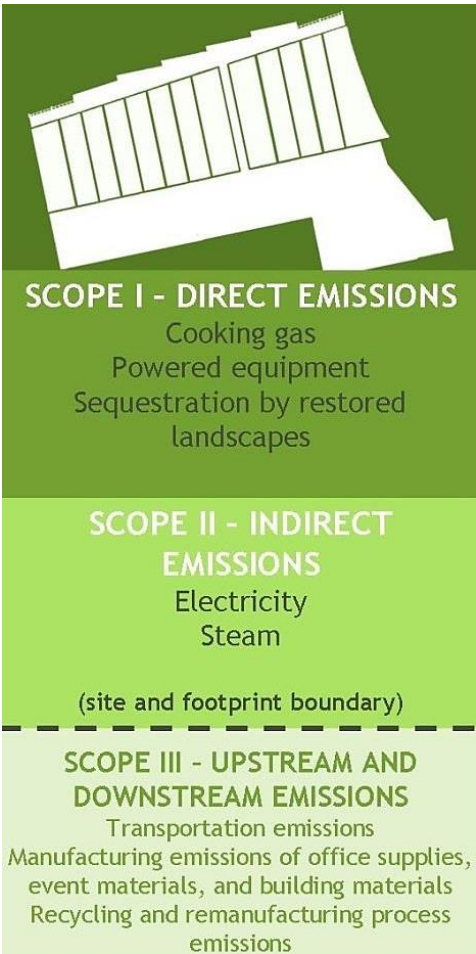 SCOPE I - DIRECT EMISSIONS
Cooking gas
Powered equipment
Sequestration by restored
landscapes
SCOPE II - INDIRECT
EMISSIONS
Electricity
Steam
(site and footprint boundary)
SCOPE III - UPSTREAM AND
DOWNSTREAM EMISSIONS
Transportation emissions
Manufacturing emissions of office supplies,
event materials, and building materials
Recycling and remanufacturing process
emissions